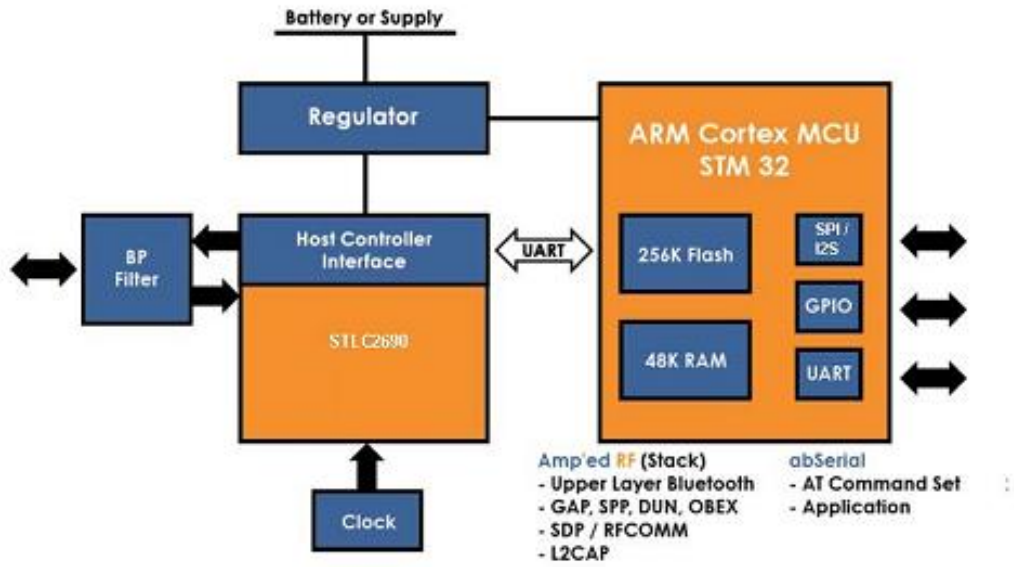 Battery or Supply
Regulator
ARM Cortex MCU
STM 32
Host Controller
Interface
BP
Filter
UART
256K Flash
SPI /
I2S
GPIO
STLC2690
48K RAM
UART
Clock
Amp'ed RF (Stack)
- Upper Layer Bluetooth
- GAP, SPP, DUN, OBEX
- SDP / RFCOMM
- L2CAP
abSerial
- AT Command Set
- Application